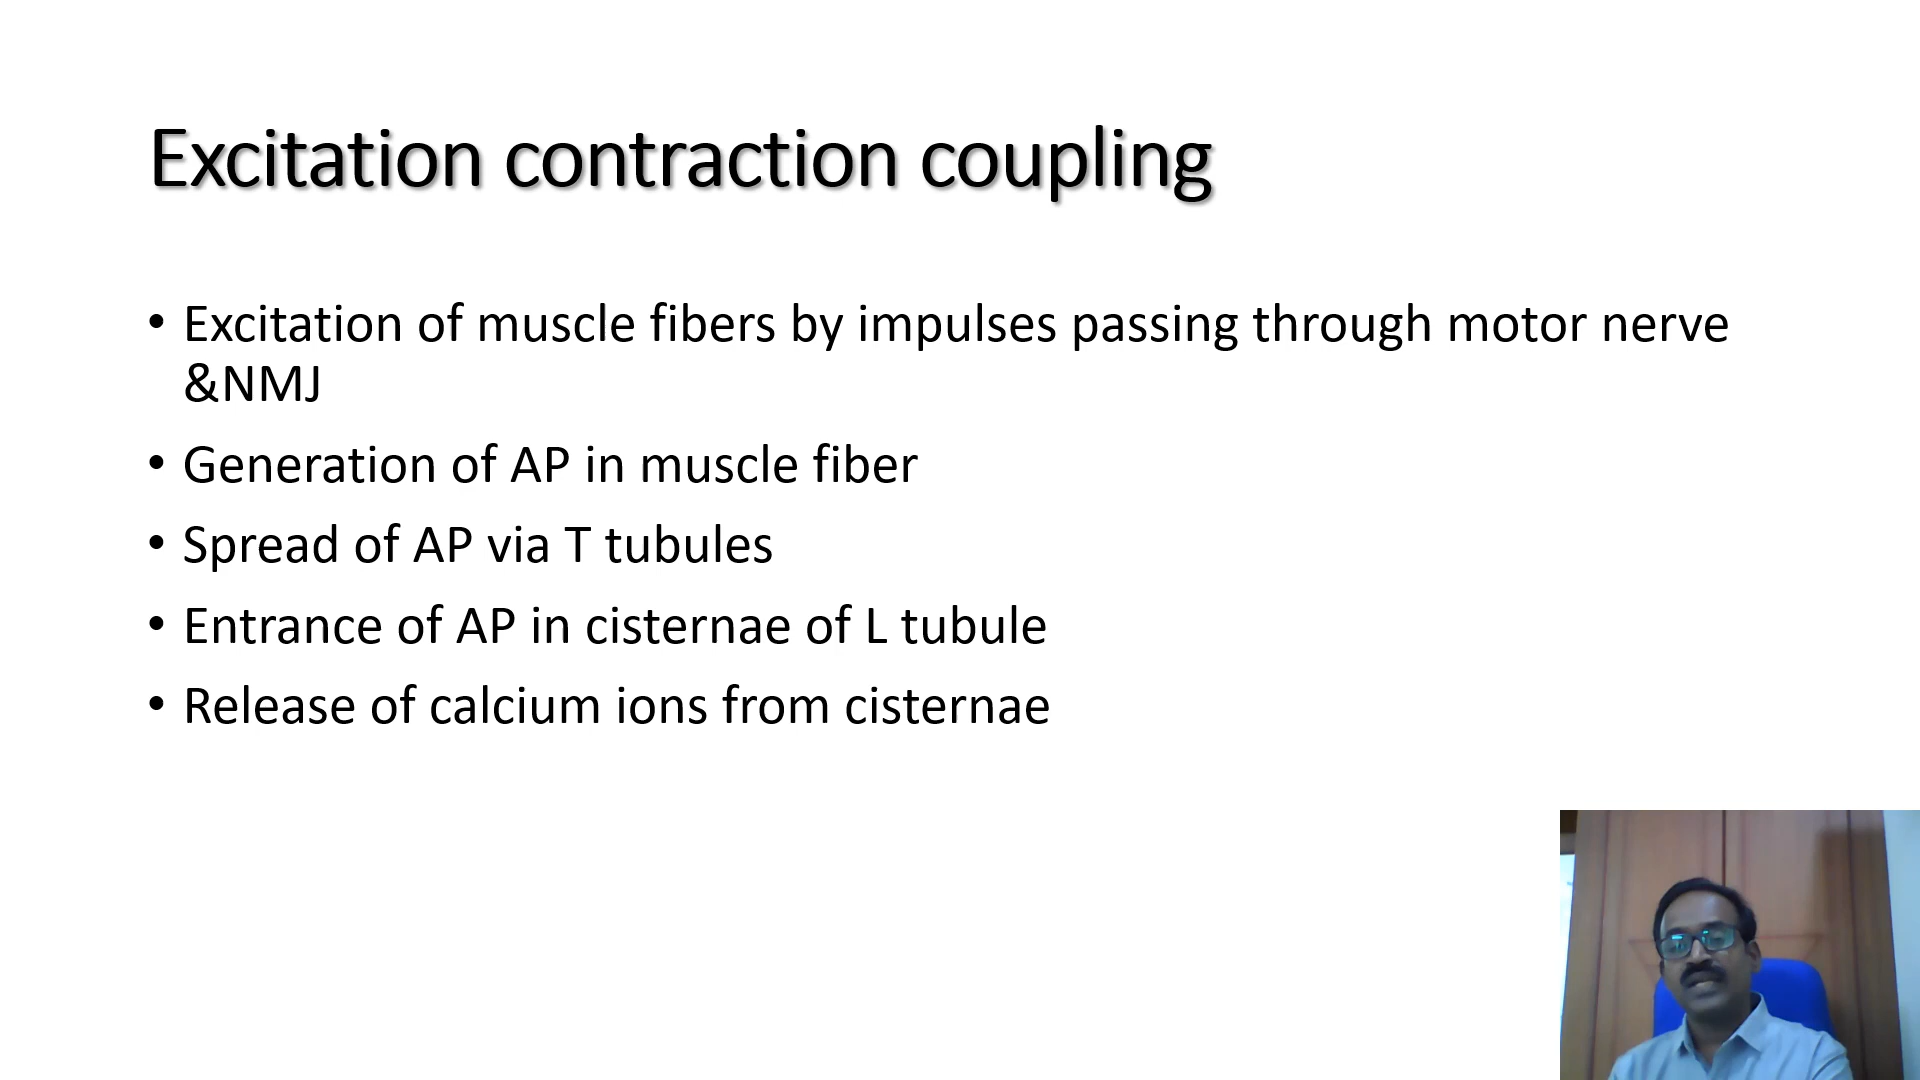 Excitation contraction coupling
• Excitation of muscle fibers by impulses passing through motor nerve
&NMJ
• Generation of AP in muscle fiber
• Spread of AP via T tubules
• Entrance of AP in cisternae of L tubule
• Release of calcium ions from cisternae